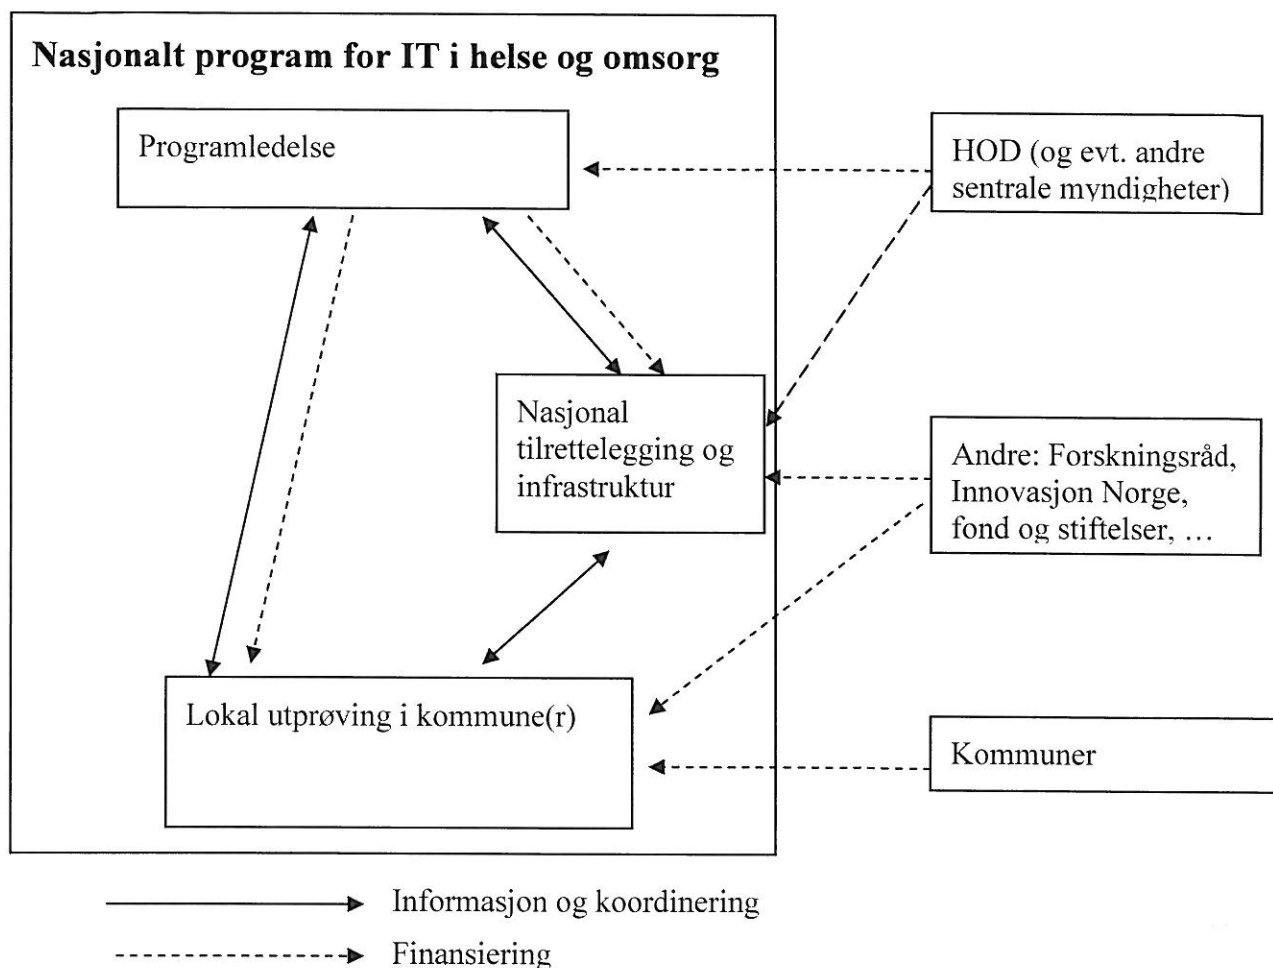 Nasjonalt program for IT i helse og omsorg
Programledelse
HOD (og evt. andre
sentrale myndigheter)
Nasjonal
tilrettelegging og
infrastruktur
Andre: Forskningsråd,
Innovasjon Norge,
fond og stiftelser, …
Lokal utprøving i kommune(r)
Kommuner
Informasjon og koordinering
Finansiering